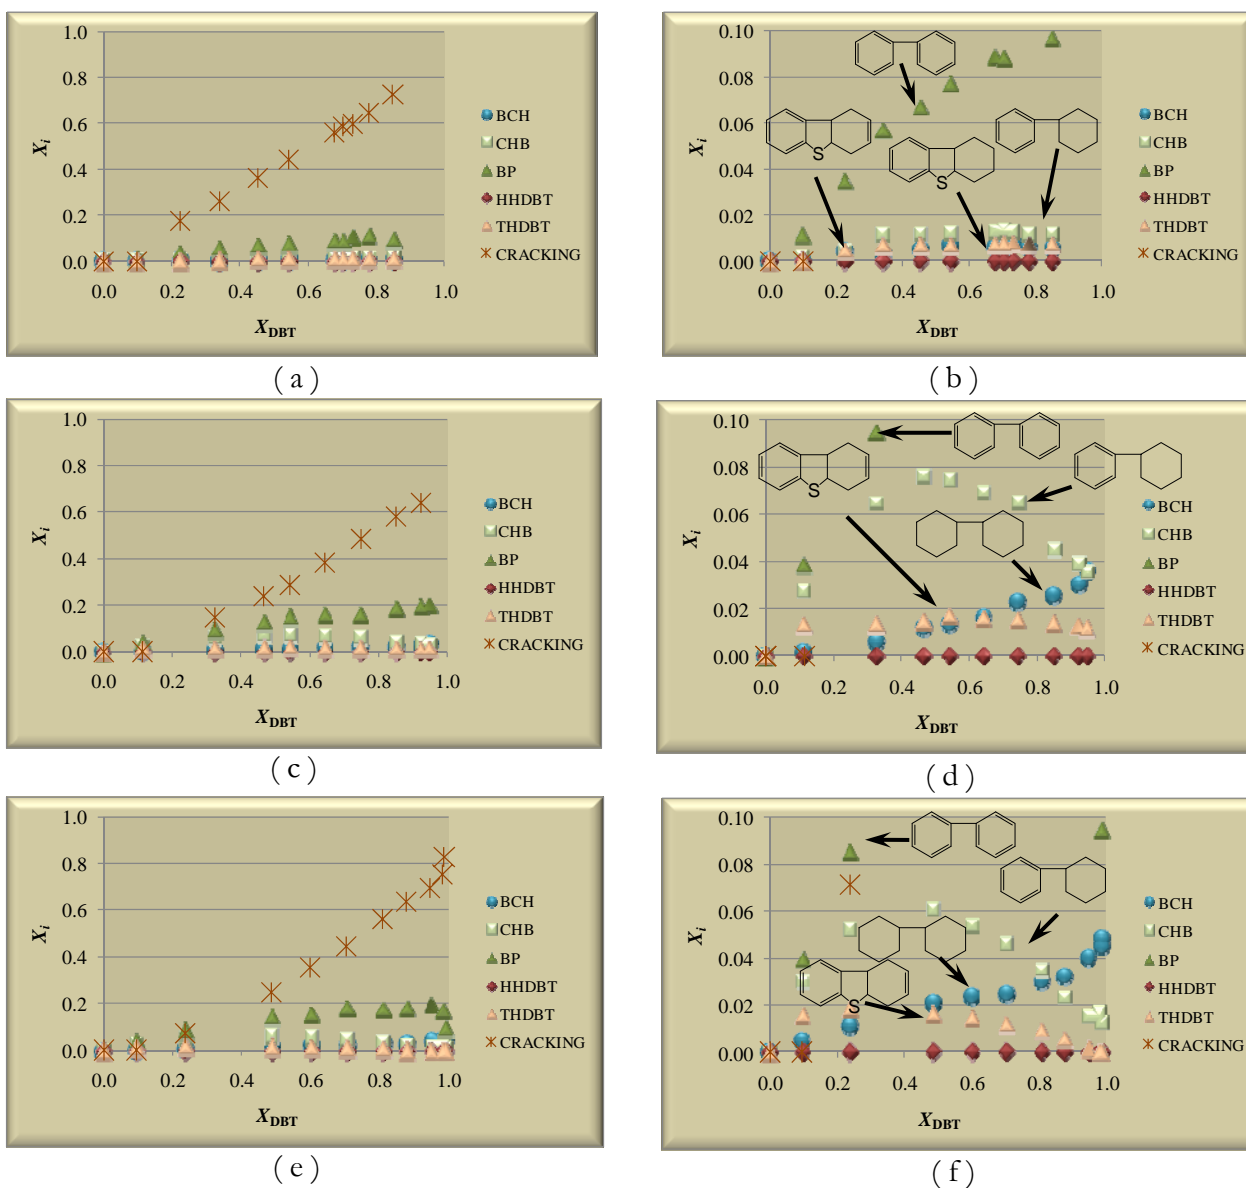 1.0
0.8
0.6
0.4
0.2
0.0
X_i
0.0 0.2 0.4 0.6 0.8 1.0
X_DBT
BCH
CHB
BP
HHDBT
THDBT
CRACKING
(a)
0.10
0.08
0.06
0.04
0.02
0.00
X_i
S
S
0.0 0.2 0.4 0.6 0.8 1.0
X_DBT
BCH
CHB
BP
HHDBT
THDBT
CRACKING
(b)
1.0
0.8
0.6
0.4
0.2
0.0
X_i
0.0 0.2 0.4 0.6 0.8 1.0
X_DBT
BCH
CHB
BP
HHDBT
THDBT
CRACKING
(c)
0.10
0.08
0.06
0.04
0.02
0.00
X_i
S
0.0 0.2 0.4 0.6 0.8 1.0
X_DBT
BCH
CHB
BP
HHDBT
THDBT
CRACKING
(d)
1.0
0.8
0.6
0.4
0.2
0.0
X_i
0.0 0.2 0.4 0.6 0.8 1.0
X_DBT
BCH
CHB
BP
HHDBT
THDBT
CRACKING
(e)
0.10
0.08
0.06
0.04
0.02
0.00
X_i
S
0.0 0.2 0.4 0.6 0.8 1.0
X_DBT
BCH
CHB
BP
HHDBT
THDBT
CRACKING
(f)